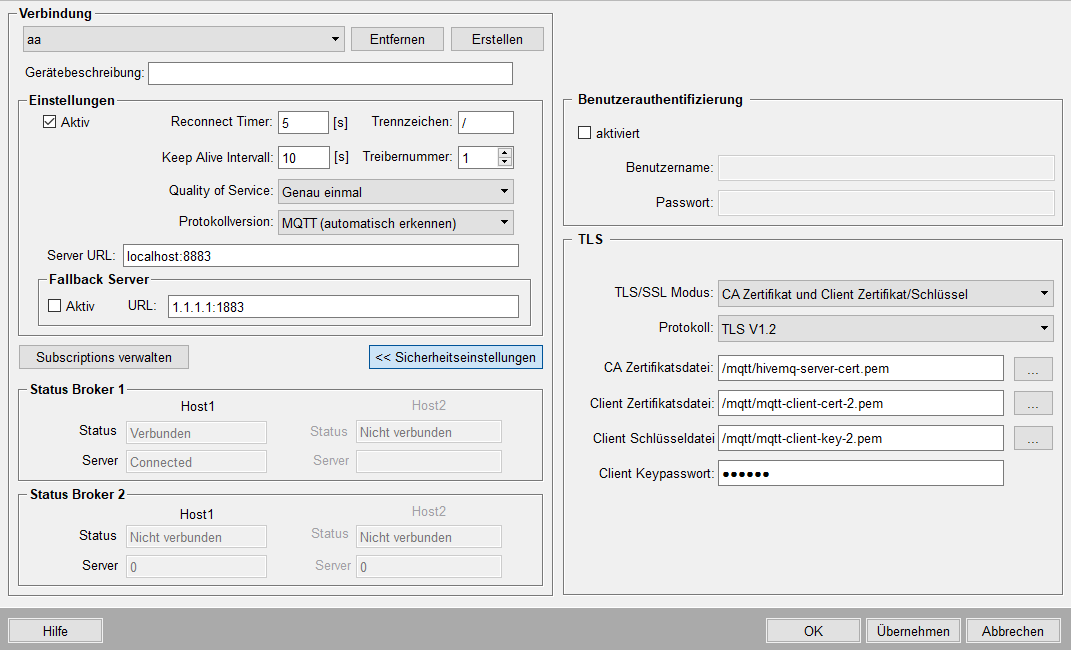 Verbindung
aa
Entfernen
Erstellen
Gerätebeschreibung:
Einstellungen
Aktiv
Reconnect Timer: 5 [s]
Trennzeichen: /
Keep Alive Intervall: 10 [s]
Treibernummer: 1
Quality of Service: Genau einmal
Protokollversion: MQTT (automatisch erkennen)
Server URL: localhost:8883
Fallback Server
Aktiv
URL: 1.1.1.1:1883
Subscriptions verwalten
<< Sicherheitseinstellungen
Status Broker 1
Host1 Host2
Status Verbunden Status Nicht verbunden
Server Connected Server
Status Broker 2
Host1 Host2
Status Nicht verbunden Status Nicht verbunden
Server 0 Server 0
Benutzerauthentifizierung
aktiviert
Benutzername:
Passwort:
TLS
TLS/SSL Modus: CA Zertifikat und Client Zertifikat/Schlüssel
Protokoll: TLS V1.2
CA Zertifikatsdatei: /mqtt/hivemq-server-cert.pem ...
Client Zertifikatsdatei: /mqtt/mqtt-client-cert-2.pem ...
Client Schlüsseldatei /mqtt/mqtt-client-key-2.pem ...
Client Keypasswort: ●●●●●●
Hilfe
OK
Übernehmen
Abbrechen